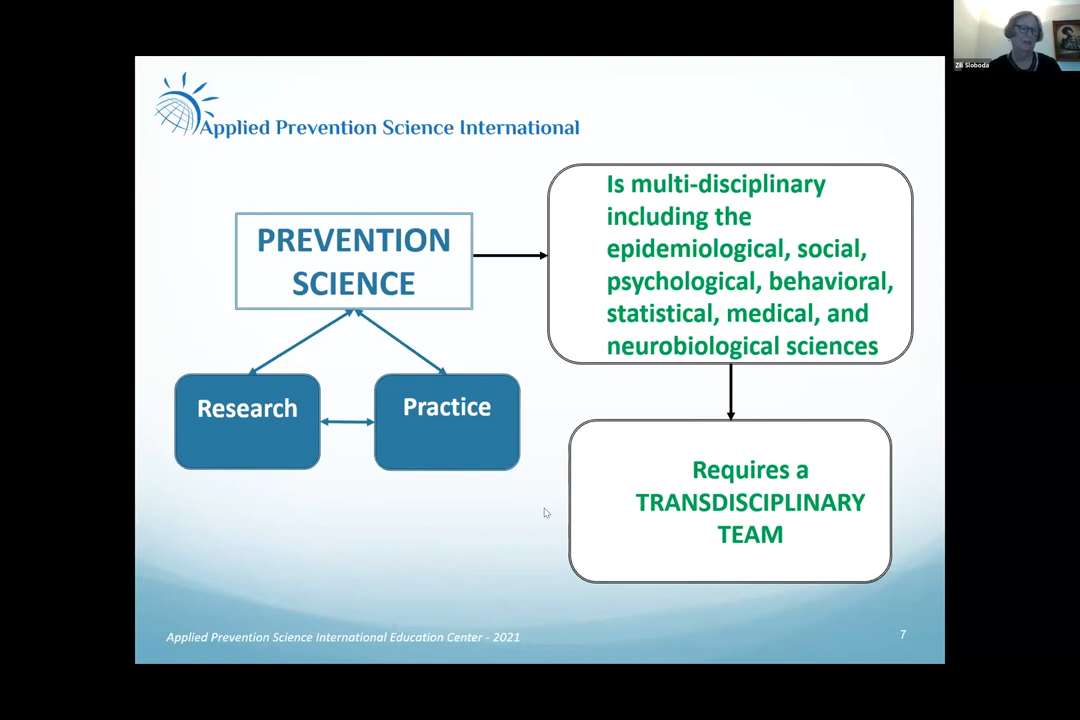 Zili Sloboda
Applied Prevention Science International
PREVENTION
SCIENCE
Research
Practice
Is multi-disciplinary
including the
epidemiological, social,
psychological, behavioral,
statistical, medical, and
neurobiological sciences
Requires a
TRANSDISCIPLINARY
TEAM
Applied Prevention Science International Education Center - 2021
7